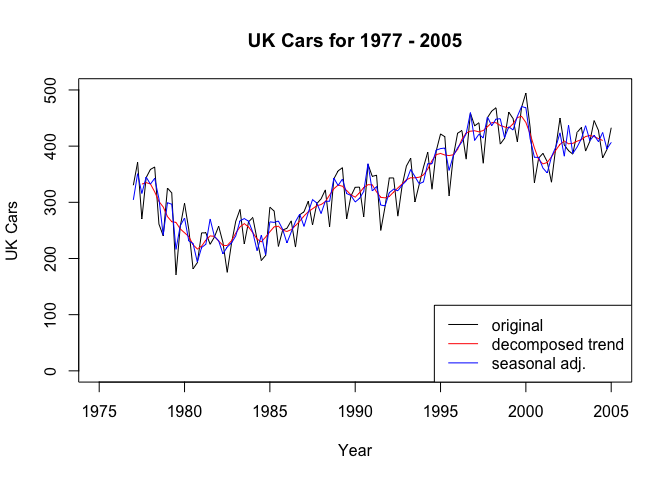 UK Cars for 1977 - 2005
UK Cars
500
400
300
200
100
0
original
decomposed trend
seasonal adj.
1975 1980 1985 1990 1995 2000 2005
Year